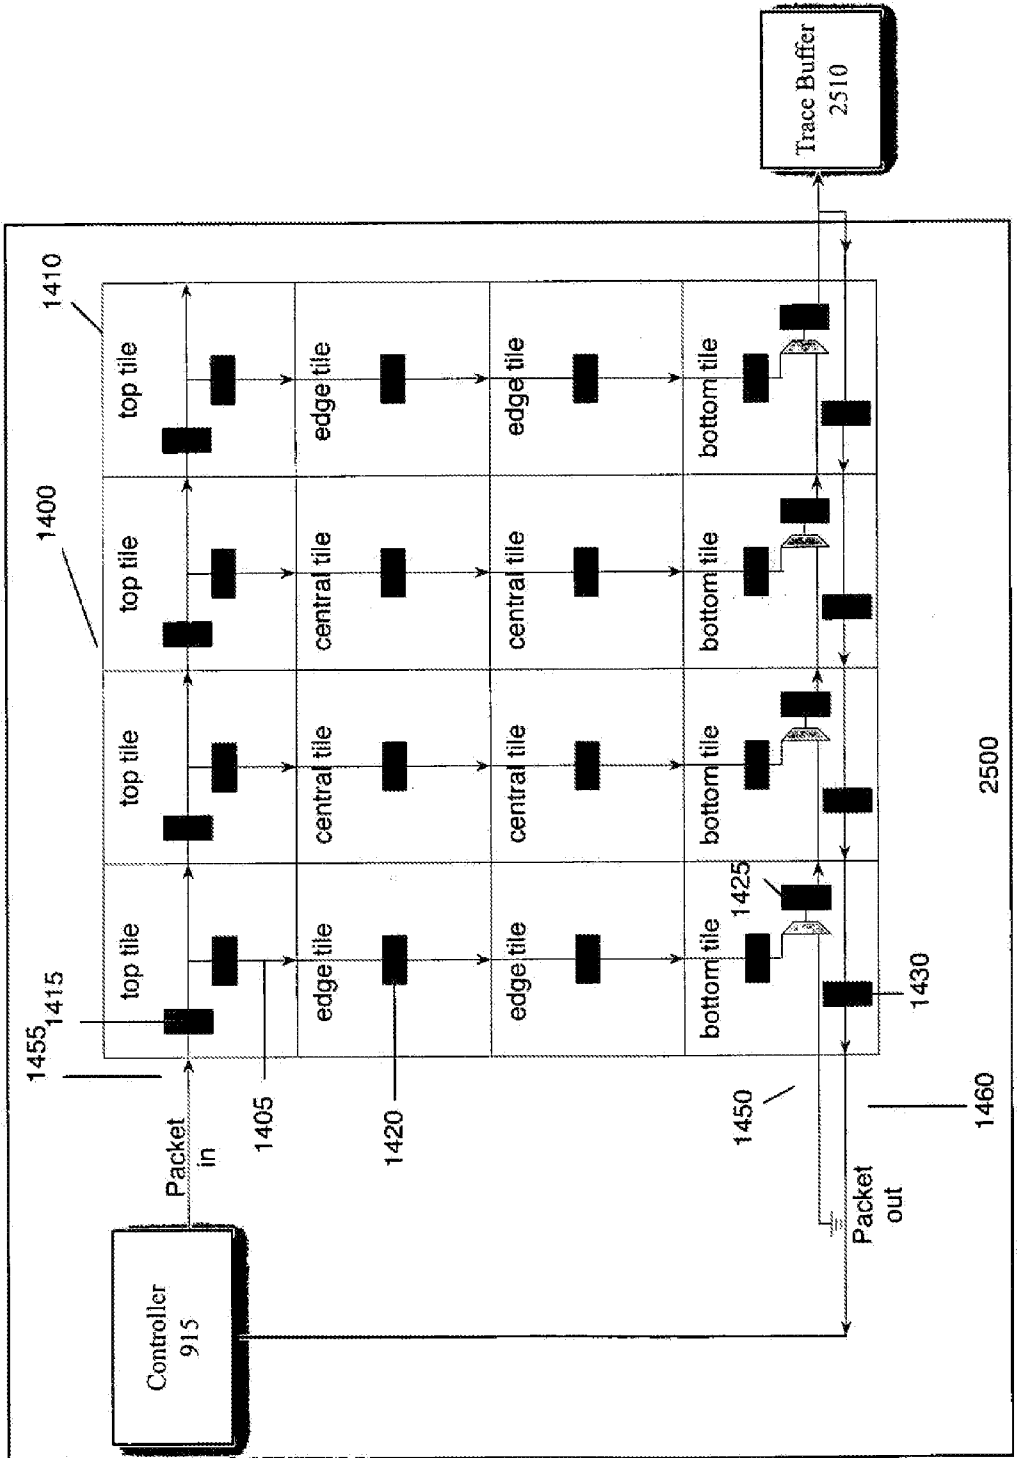 1455
1415
1400
1410
top tile
top tile
top tile
top tile
Controller
915
Packet
in
1405
edge tile
central tile
central tile
edge tile
1420
edge tile
central tile
central tile
edge tile
bottom tile
bottom tile
bottom tile
bottom tile
1450
1425
Trace Buffer
2510
Packet
out
1430
1460
2500